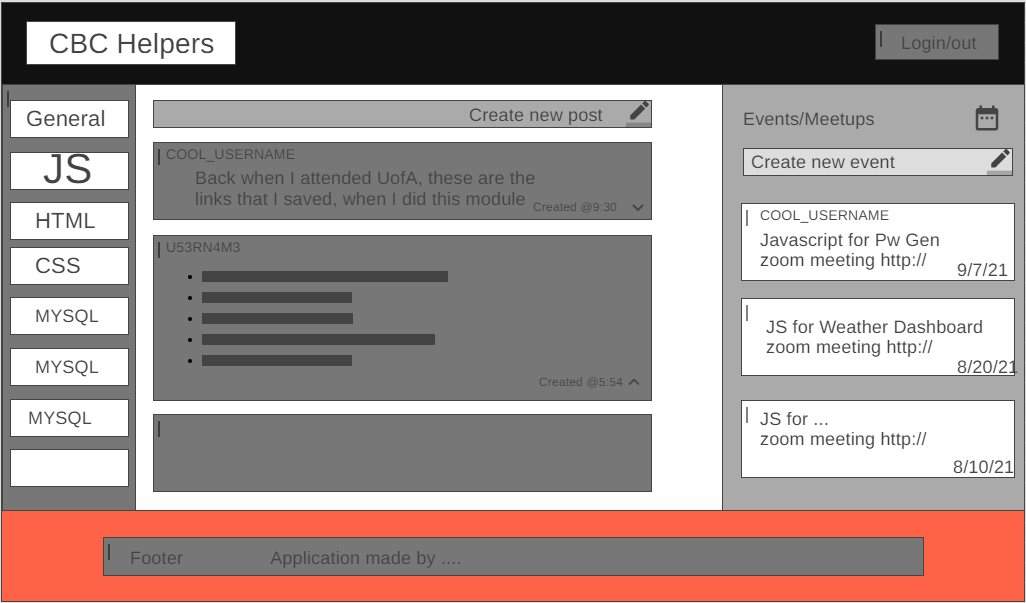 CBC Helpers
Login/out
General
JS
HTML
CSS
MYSQL
MYSQL
MYSQL
Create new post
COOL_USERNAME
Back when I attended UofA, these are the
links that I saved, when I did this module
Created @9:30
U53RN4M3
Created @5:54
Events/Meetups
Create new event
COOL_USERNAME
Javascript for Pw Gen
zoom meeting http://
9/7/21
JS for Weather Dashboard
zoom meeting http://
8/20/21
JS for ...
zoom meeting http://
8/10/21
Footer
Application made by ....